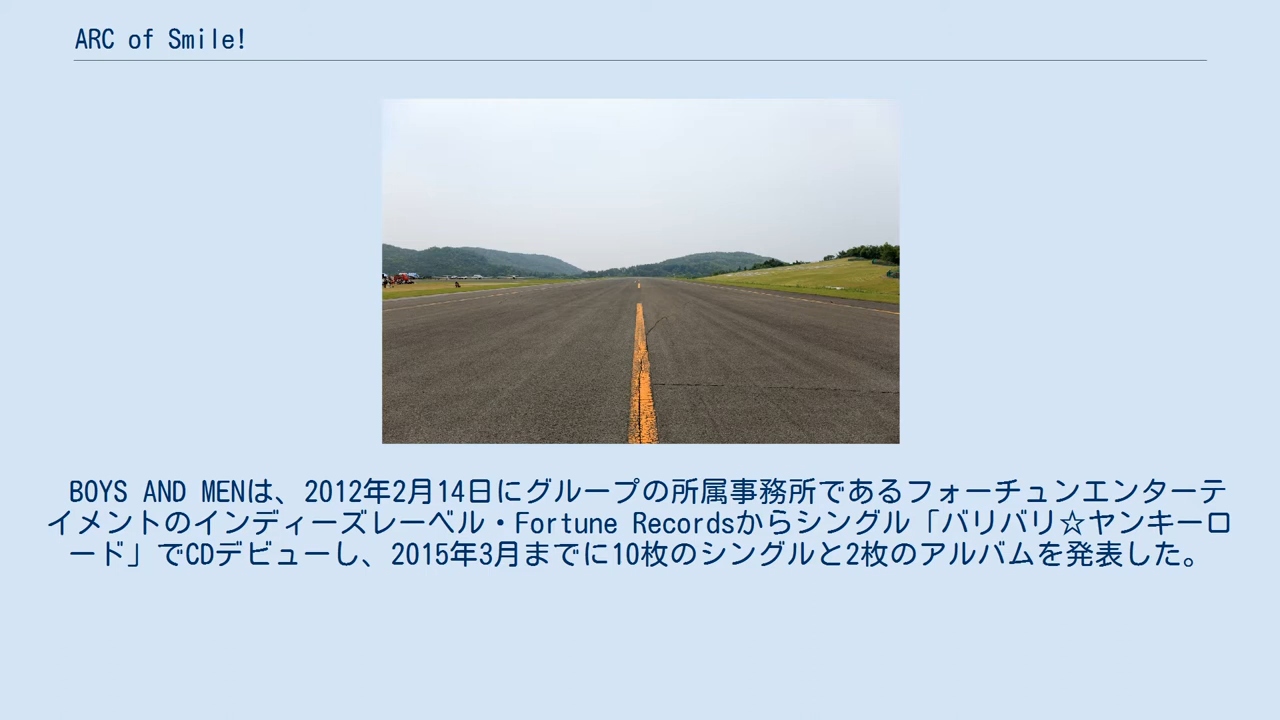 ARC of Smile!
BOYS AND MENは、2012年2月14日にグループの所属事務所であるフォーチュンエンターテ
イメントのインディーズレーベル・Fortune Recordsからシングル「バリバリ☆ヤンキーロ
ード」でCDデビューし、2015年3月までに10枚のシングルと2枚のアルバムを発表した。